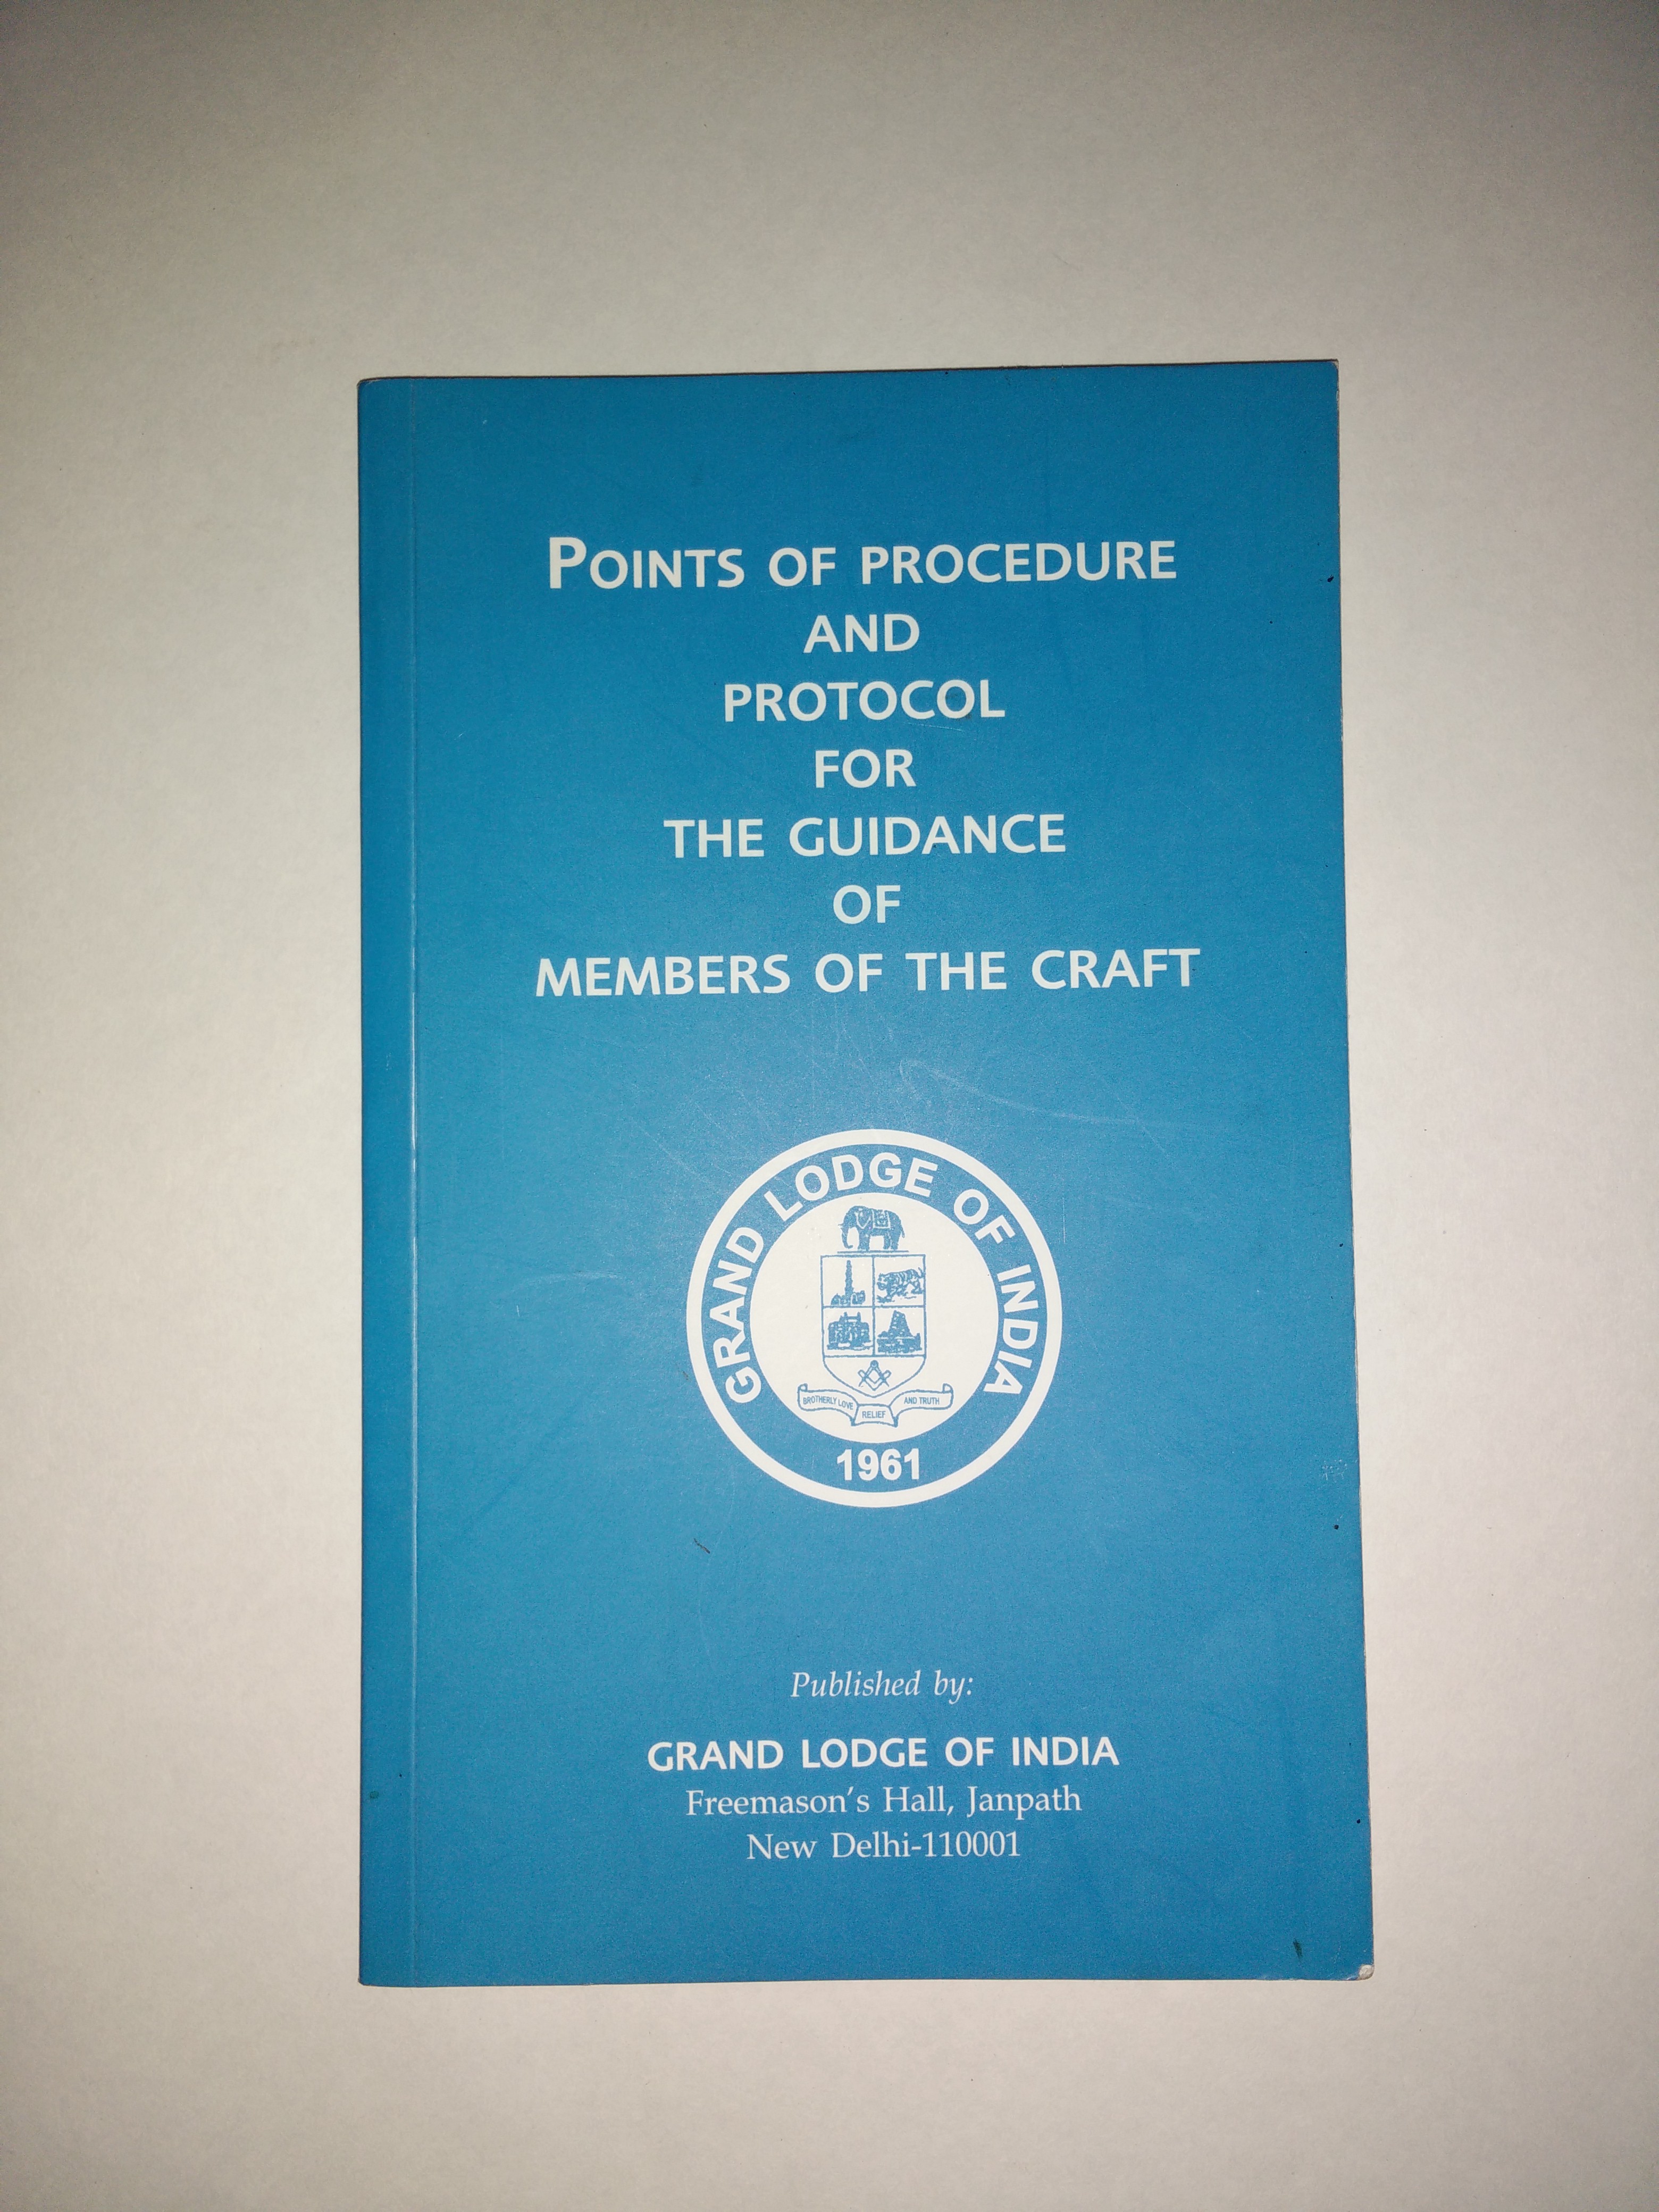 POINTS OF PROCEDURE
AND
PROTOCOL
FOR
THE GUIDANCE
OF
MEMBERS OF THE CRAFT
GRAND LODGE OF INDIA
BROTHERLY LOVE
RELIEF
AND TRUTH
1961
Published by:
GRAND LODGE OF INDIA
Freemason's Hall, Janpath
New Delhi-110001